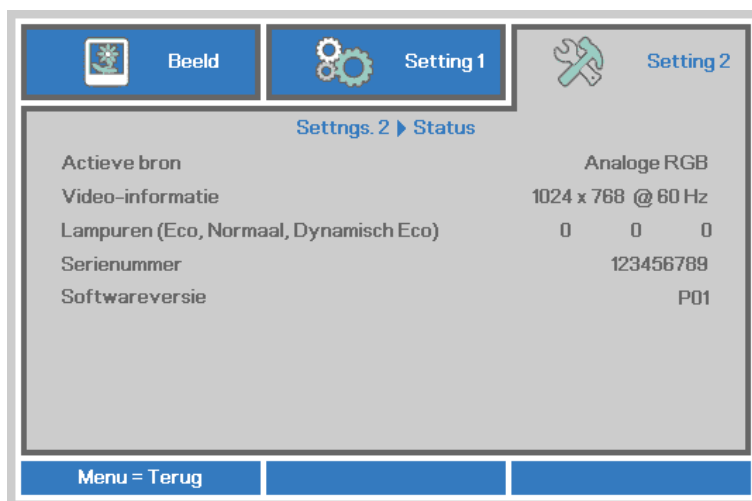 Beeld
Setting 1
Setting 2
Settngs. 2 ▶ Status
Actieve bron Analoge RGB
Video-informatie 1024 x 768 @ 60 Hz
Lampuren (Eco, Normaal, Dynamisch Eco) 0 0 0
Serienummer 123456789
Softwareversie P01
Menu = Terug